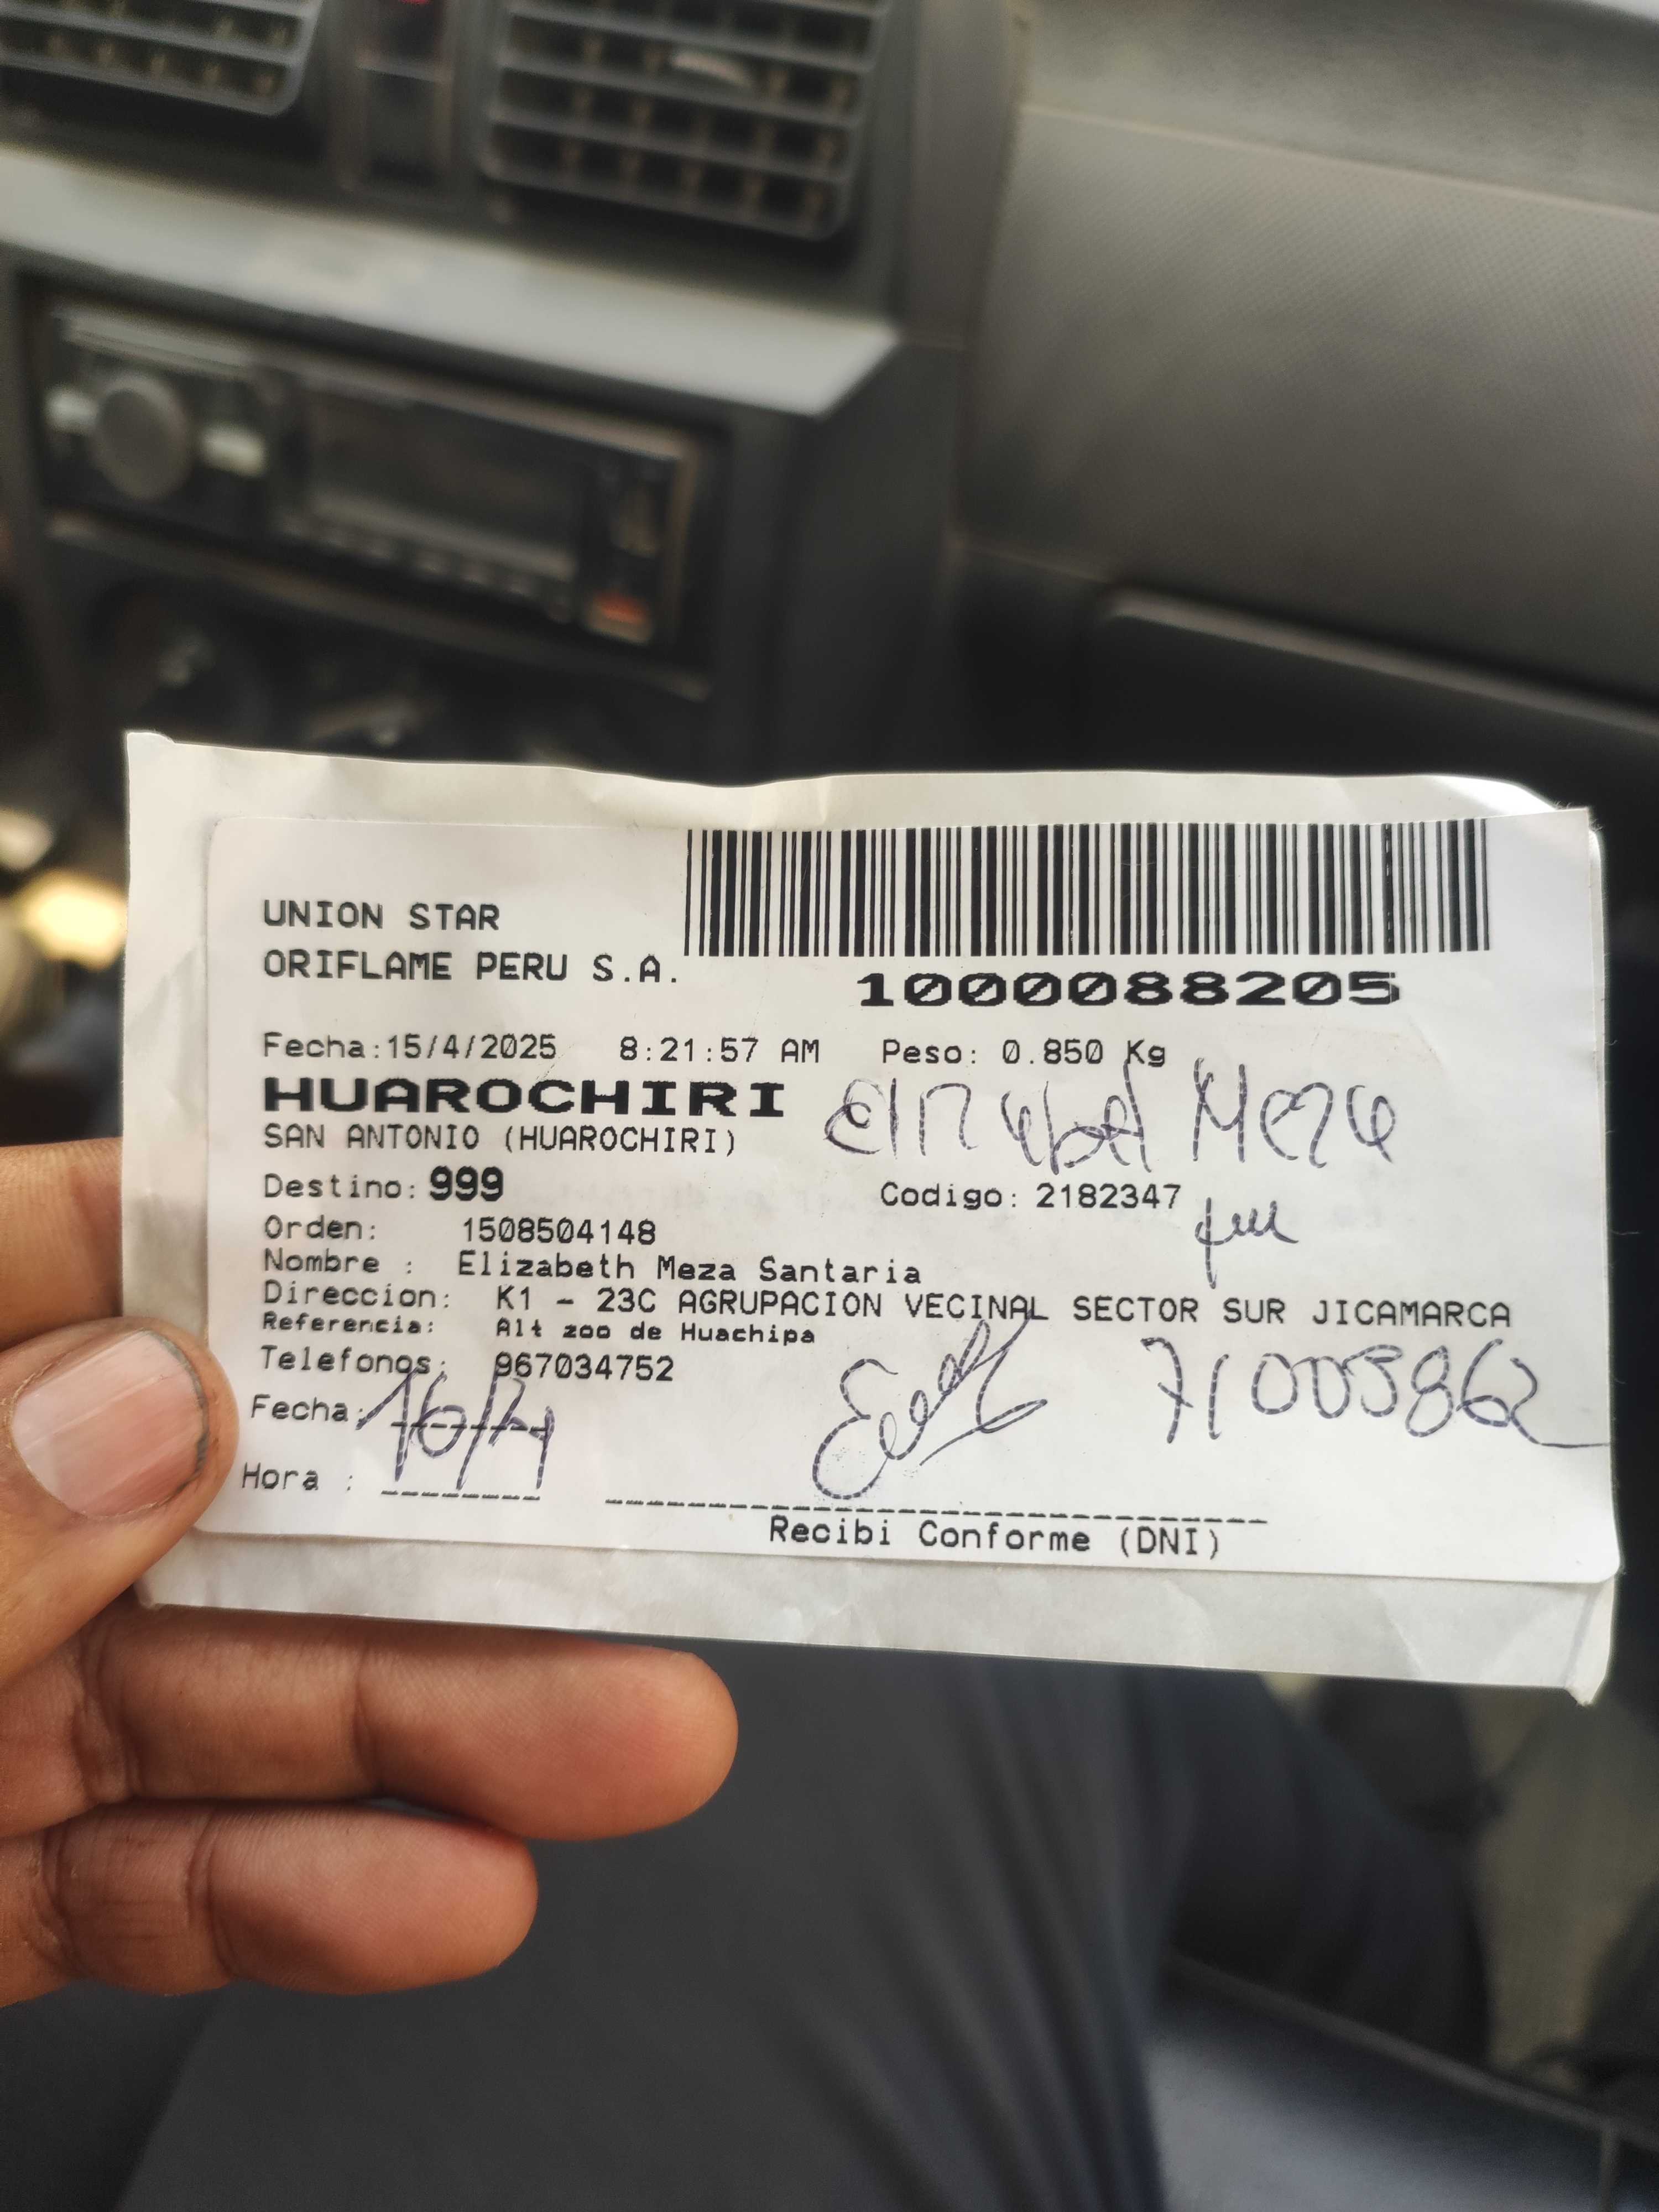 UNION STAR
ORIFLAME PERU S.A.
1000088205
Fecha:15/4/2025 8:21:57 AM Peso: 0.850 Kg
HUAROCHIRI
SAN ANTONIO (HUAROCHIRI)
Meza
Destino: 999 Codigo: 2182347
Orden: 1508504148
Nombre : Elizabeth Meza Santaria
Direccion: K1 - 23C AGRUPACION VECINAL SECTOR SUR JICAMARCA
Referencia: Alt zoo de Huachipa
Telefonos: 967034752
Fecha: 16/4
71005862
Hora :
Recibi Conforme (DNI)